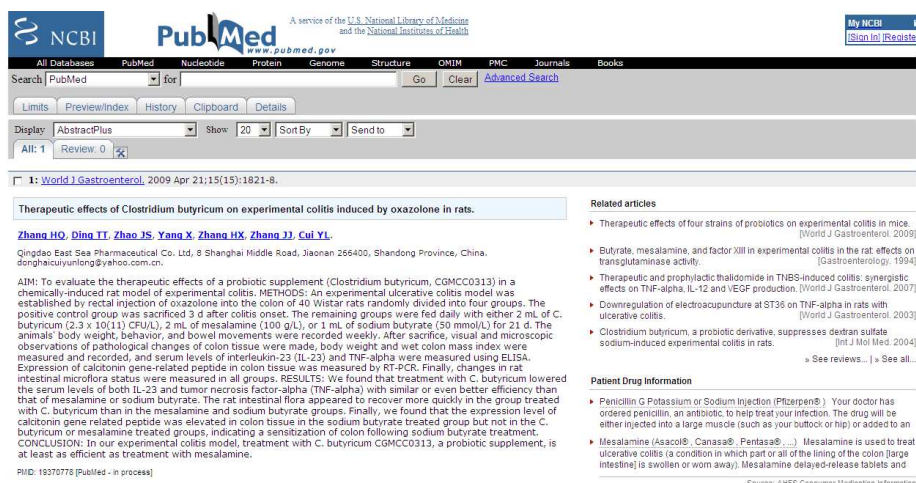 NCBI
PubMed
www.pubmed.gov
A service of the U.S. National Library of Medicine
and the National Institutes of Health
My NCBI
[Sign In] [Registe
All Databases PubMed Nucleotide Protein Genome Structure OMIM PMC Journals Books
Search PubMed for Go Clear Advanced Search
Limits Preview/Index History Clipboard Details
Display AbstractPlus Show 20 Sort By Send to
All: 1 Review: 0
1: World J Gastroenterol. 2009 Apr 21;15(15):1821-8.
Therapeutic effects of Clostridium butyricum on experimental colitis induced by oxazolone in rats.
Zhang HQ, Ding TT, Zhao JS, Yang X, Zhang HX, Zhang JJ, Cui YL.
Qingdao East Sea Pharmaceutical Co. Ltd, 8 Shanghai Middle Road, Jiaonan 266400, Shandong Province, China.
donghaicuiyunlong@yahoo.com.cn.
AIM: To evaluate the therapeutic effects of a probiotic supplement (Clostridium butyricum, CGMCC0313) in a
chemically-induced rat model of experimental colitis. METHODS: An experimental ulcerative colitis model was
established by rectal injection of oxazolone into the colon of 40 Wistar rats randomly divided into four groups. The
positive control group was sacrificed 3 d after colitis onset. The remaining groups were fed daily with either 2 mL of C.
butyricum (2.3 x 10(11) CFU/L), 2 mL of mesalamine (100 g/L), or 1 mL of sodium butyrate (50 mmol/L) for 21 d. The
animals' body weight, behavior, and bowel movements were recorded weekly. After sacrifice, visual and microscopic
observations of pathological changes of colon tissue were made, body weight and wet colon mass index were
measured and recorded, and serum levels of interleukin-23 (IL-23) and TNF-alpha were measured using ELISA.
Expression of calcitonin gene-related peptide in colon tissue was measured by RT-PCR. Finally, changes in rat
intestinal microflora status were measured in all groups. RESULTS: We found that treatment with C. butyricum lowered
the serum levels of both IL-23 and tumor necrosis factor-alpha (TNF-alpha) with similar or even better efficiency than
that of mesalamine or sodium butyrate. The rat intestinal flora appeared to recover more quickly in the group treated
with C. butyricum than in the mesalamine and sodium butyrate groups. Finally, we found that the expression level of
calcitonin gene related peptide was elevated in colon tissue in the sodium butyrate treated group but not in the C.
butyricum or mesalamine treated groups, indicating a sensitization of colon following sodium butyrate treatment.
CONCLUSION: In our experimental colitis model, treatment with C. butyricum CGMCC0313, a probiotic supplement, is
at least as efficient as treatment with mesalamine.
PMID: 19370778 [PubMed - in process]
Related articles
Therapeutic effects of four strains of probiotics on experimental colitis in mice.
[World J Gastroenterol. 2009]
Butyrate, mesalamine, and factor XIII in experimental colitis in the rat: effects on
transglutaminase activity. [Gastroenterology. 1994]
Therapeutic and prophylactic thalidomide in TNBS-induced colitis: synergistic
effects on TNF-alpha, IL-12 and VEGF production. [World J Gastroenterol. 2007]
Downregulation of electroacupuncture at ST36 on TNF-alpha in rats with
ulcerative colitis. [World J Gastroenterol. 2003]
Clostridium butyricum, a probiotic derivative, suppresses dextran sulfate
sodium-induced experimental colitis in rats. [Int J Mol Med. 2004]
» See reviews... | » See all...
Patient Drug Information
Penicillin G Potassium or Sodium Injection (Pfizerpen®) Your doctor has
ordered penicillin, an antibiotic, to help treat your infection. The drug will be
either injected into a large muscle (such as your buttock or hip) or added to an
Mesalamine (Asacol®, Canasa®, Pentasa®, ...) Mesalamine is used to treat
ulcerative colitis (a condition in which part or all of the lining of the colon [large
intestine] is swollen or worn away). Mesalamine delayed-release tablets and
Source: AHFS Consumer Medication Information